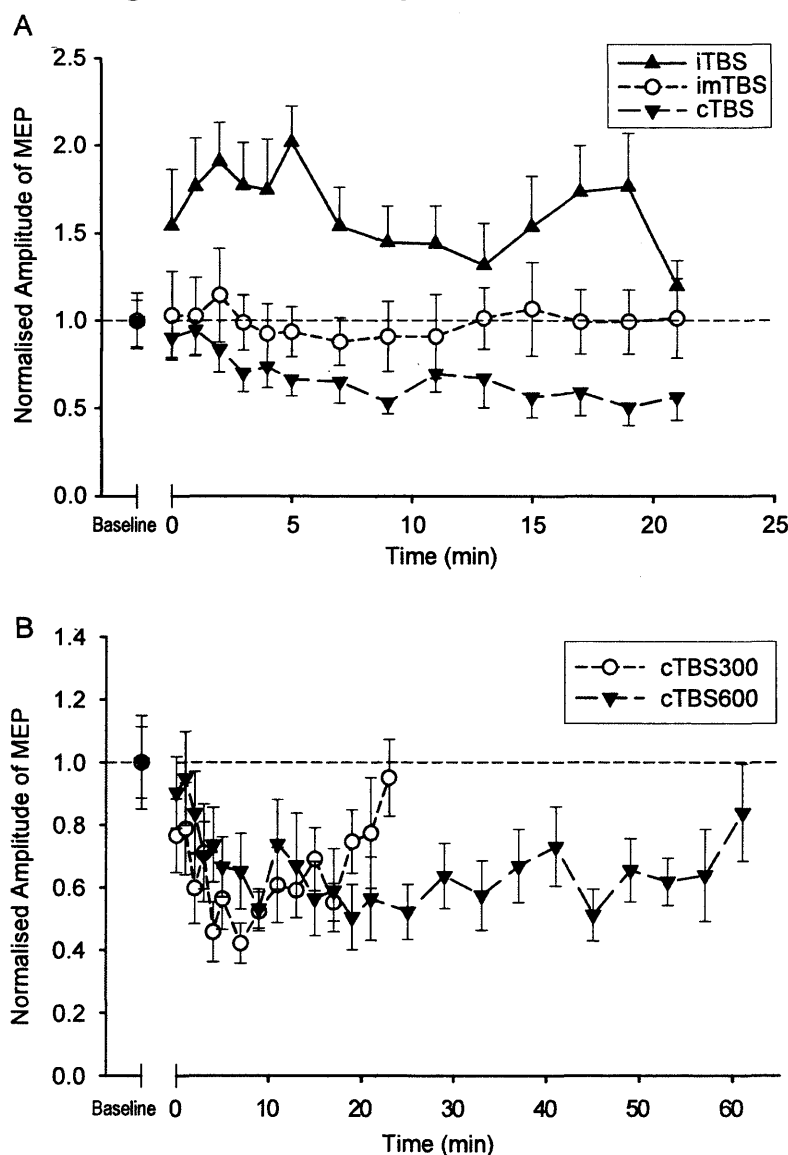 A
2.5
2.0
1.5
1.0
0.5
0.0
Normalised Amplitude of MEP
iTBS
imTBS
cTBS
Baseline 0 5 10 15 20 25
Time (min)
B
1.4
1.2
1.0
0.8
0.6
0.4
0.2
0.0
Normalised Amplitude of MEP
cTBS300
cTBS600
Baseline 0 10 20 30 40 50 60
Time (min)